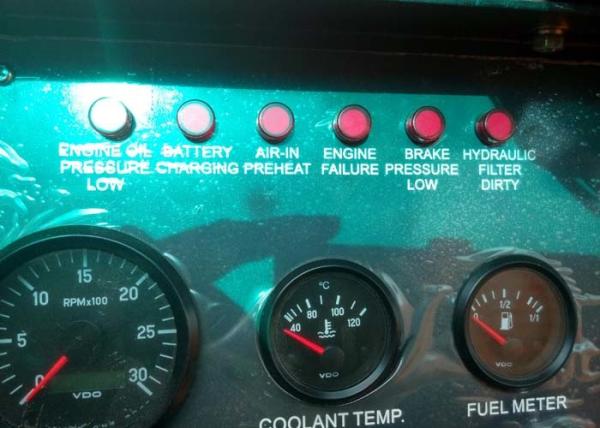 ENGINE OIL PRESSURE LOW
BATTERY CHARGING
AIR-IN PREHEAT
ENGINE FAILURE
BRAKE PRESSURE LOW
HYDRAULIC FILTER DIRTY
0 5 10 15 20 25 30
RPMx100
VDO
°C
40 80 100 120
VDO
COOLANT TEMP.
0 1/2 1/1
VDO
FUEL METER